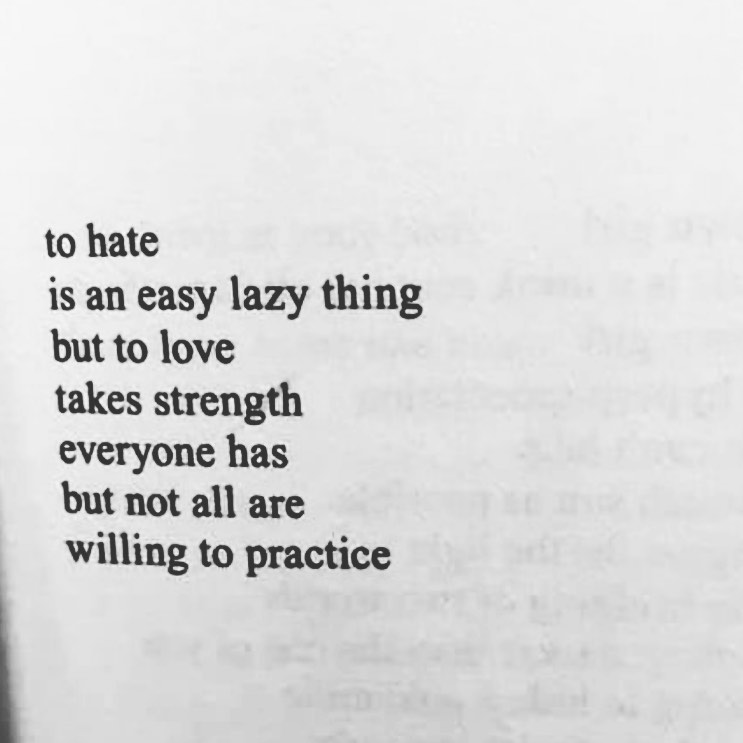 to hate
is an easy lazy thing
but to love
takes strength
everyone has
but not all are
willing to practice